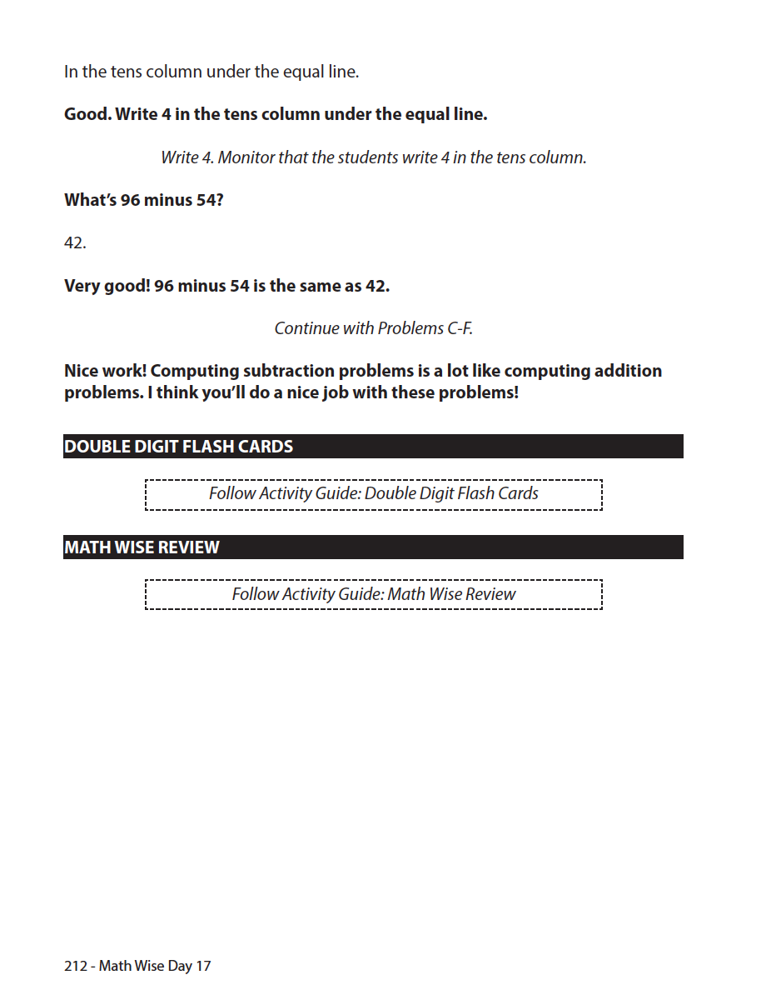 In the tens column under the equal line.
Good. Write 4 in the tens column under the equal line.
Write 4. Monitor that the students write 4 in the tens column.
What’s 96 minus 54?
42.
Very good! 96 minus 54 is the same as 42.
Continue with Problems C-F.
Nice work! Computing subtraction problems is a lot like computing addition
problems. I think you’ll do a nice job with these problems!
DOUBLE DIGIT FLASH CARDS
Follow Activity Guide: Double Digit Flash Cards
MATH WISE REVIEW
Follow Activity Guide: Math Wise Review
212 - Math Wise Day 17